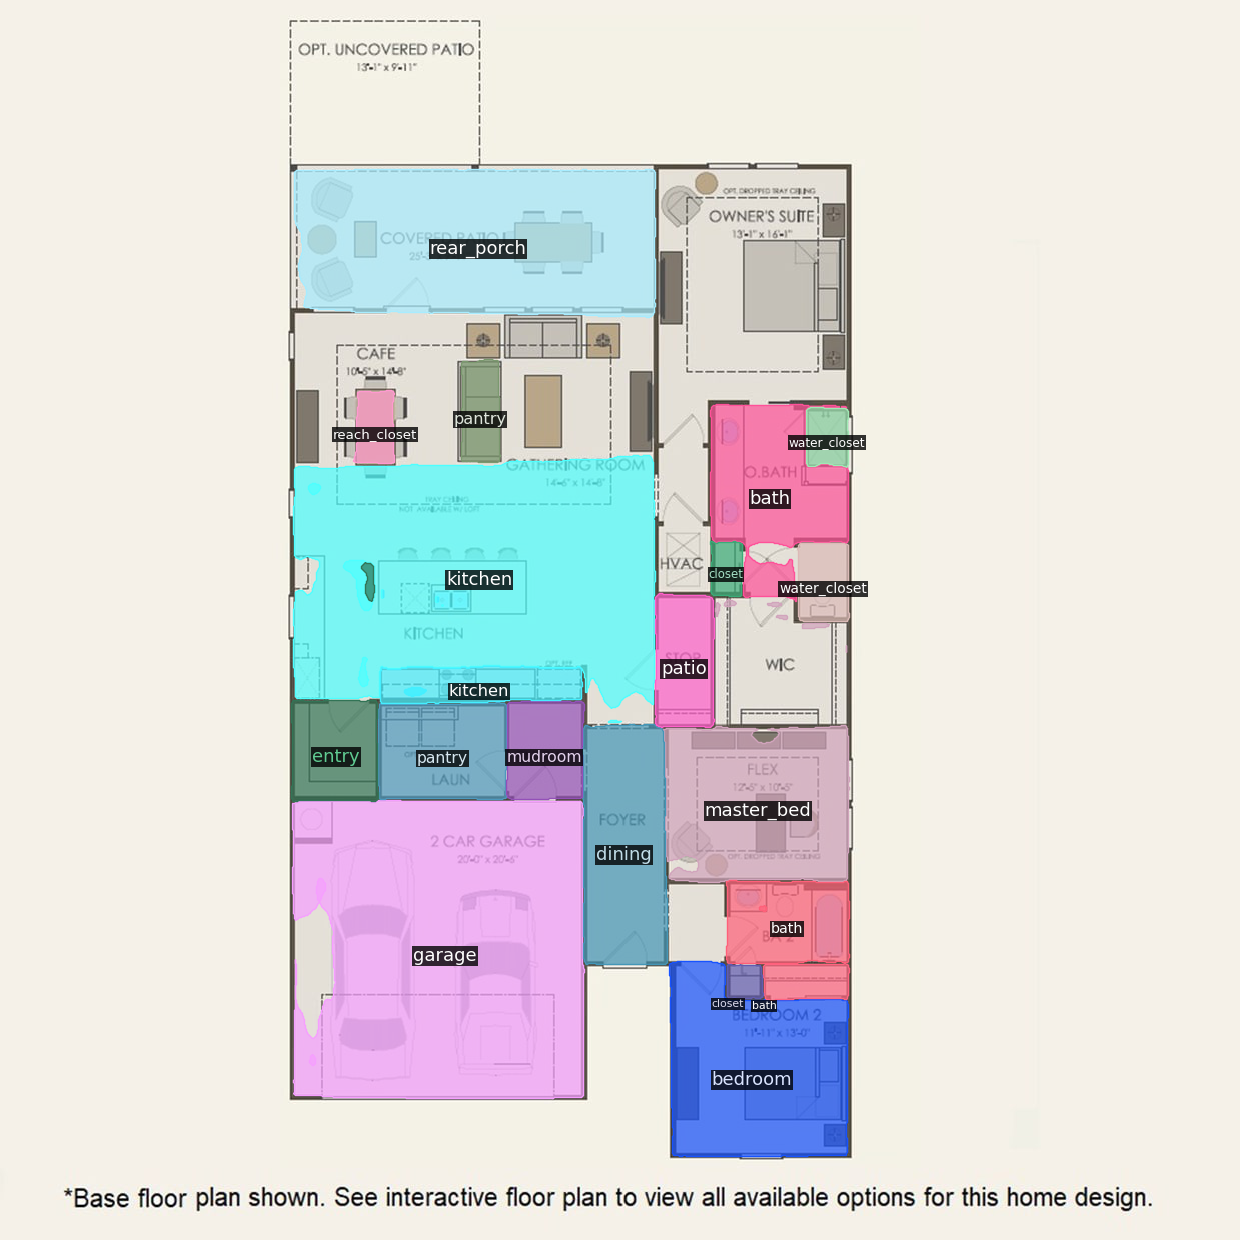 OPT. UNCOVERED PATIO
13'-1" x 9'-11"
COVERED PATIO
rear_porch
OPT. DROPPED TRAY CEILING
OWNER'S SUITE
13'-1" x 16'-1"
CAFE
10'-5" x 14'-8"
pantry
reach_closet
GATHERING ROOM
14'-6" x 14'-8"
TRAY CEILING
NOT AVAILABLE W/ LOFT
water_closet
O.BATH
bath
HVAC
closet
water_closet
kitchen
KITCHEN
patio
WIC
OPT. REF
kitchen
entry
pantry
LAUN
mudroom
FLEX
12'-5" x 10'-5"
master_bed
OPT. DROPPED TRAY CEILING
FOYER
dining
2 CAR GARAGE
20'-0" x 20'-6"
garage
bath
BA 2
closet
bath
BEDROOM 2
11'-11" x 13'-0"
bedroom
*Base floor plan shown. See interactive floor plan to view all available options for this home design.